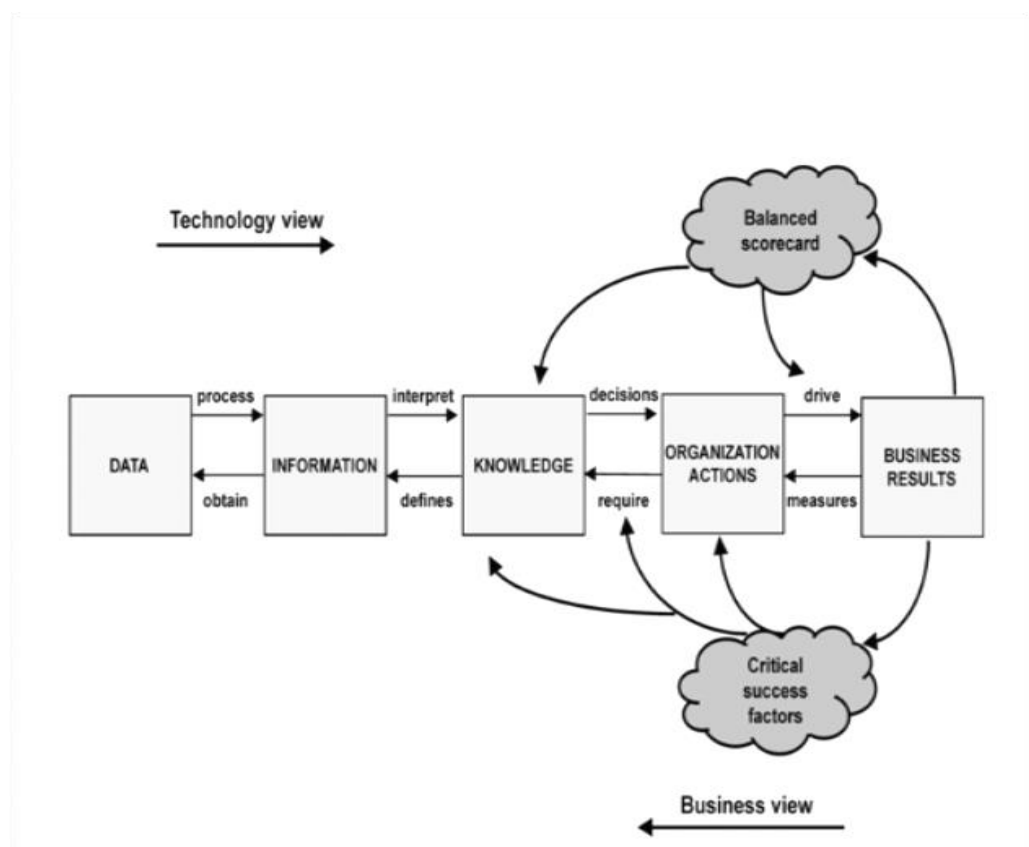 Balanced
scorecard
Technology view
process
interpret
decisions
drive
DATA
INFORMATION
KNOWLEDGE
ORGANIZATION
ACTIONS
BUSINESS
RESULTS
obtain
defines
require
measures
Critical
success
factors
Business view